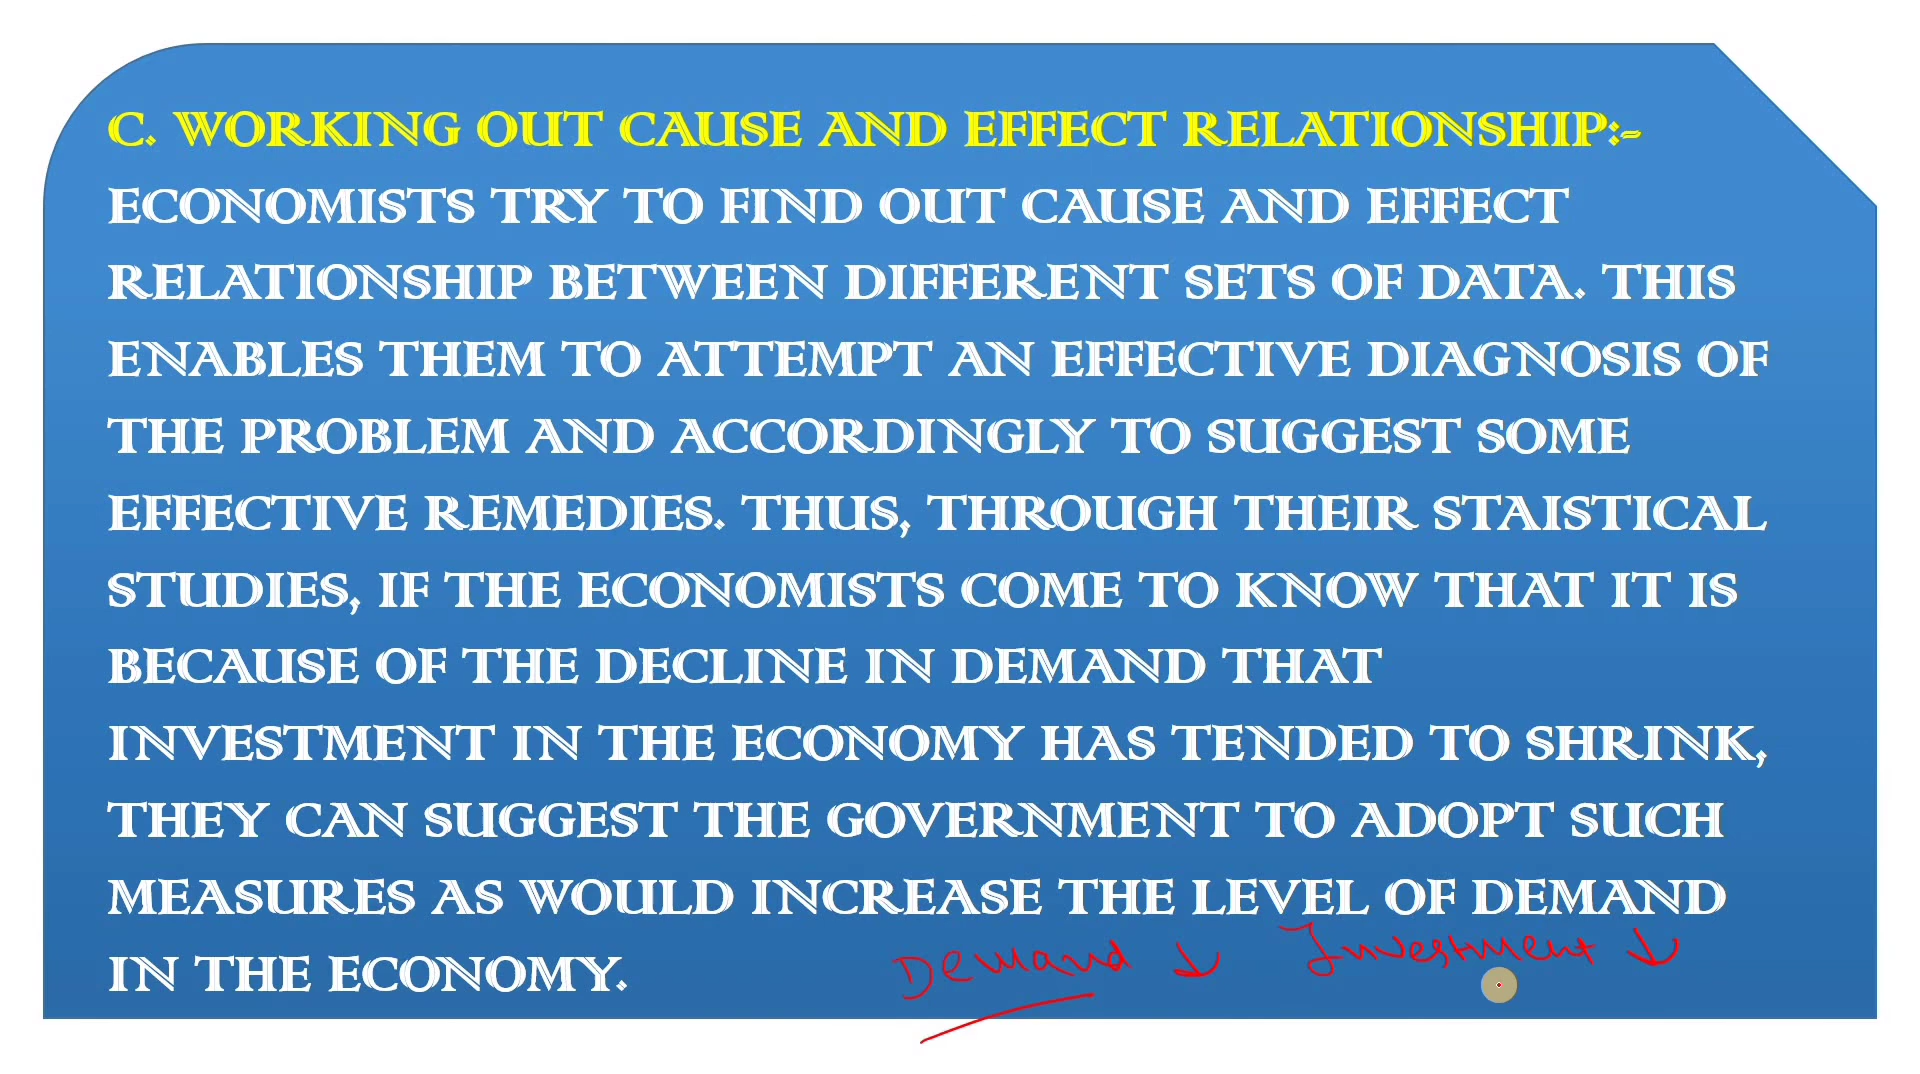 C. WORKING OUT CAUSE AND EFFECT RELATIONSHIP:-
ECONOMISTS TRY TO FIND OUT CAUSE AND EFFECT
RELATIONSHIP BETWEEN DIFFERENT SETS OF DATA. THIS
ENABLES THEM TO ATTEMPT AN EFFECTIVE DIAGNOSIS OF
THE PROBLEM AND ACCORDINGLY TO SUGGEST SOME
EFFECTIVE REMEDIES. THUS, THROUGH THEIR STAISTICAL
STUDIES, IF THE ECONOMISTS COME TO KNOW THAT IT IS
BECAUSE OF THE DECLINE IN DEMAND THAT
INVESTMENT IN THE ECONOMY HAS TENDED TO SHRINK,
THEY CAN SUGGEST THE GOVERNMENT TO ADOPT SUCH
MEASURES AS WOULD INCREASE THE LEVEL OF DEMAND
IN THE ECONOMY.
Demand ↓ Investment ↓